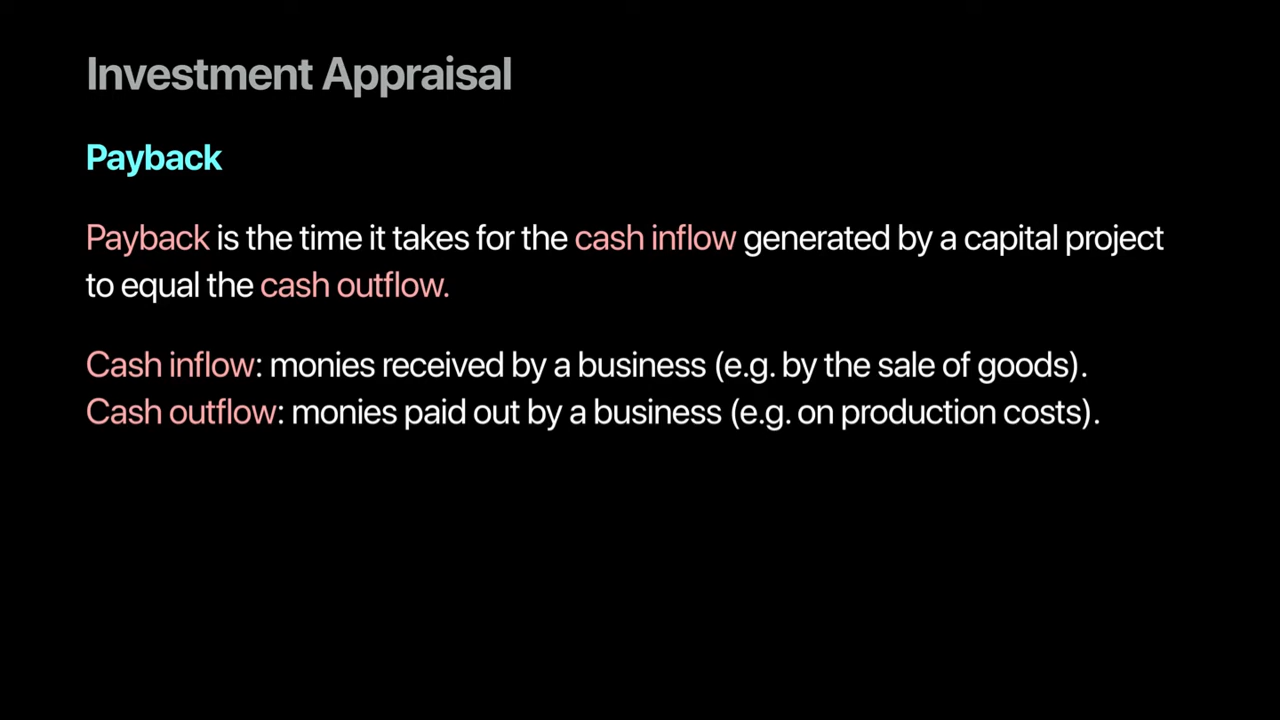 Investment Appraisal
Payback
Payback is the time it takes for the cash inflow generated by a capital project
to equal the cash outflow.
Cash inflow: monies received by a business (e.g. by the sale of goods).
Cash outflow: monies paid out by a business (e.g. on production costs).